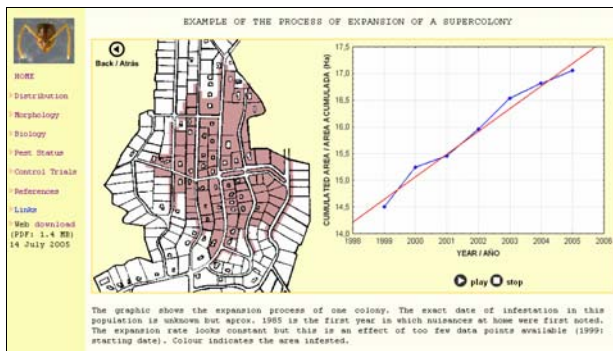 EXAMPLE OF THE PROCESS OF EXPANSION OF A SUPERCOLONY
HOME
Distribution
Morphology
Biology
Pest Status
Control Trials
References
Links
Web download
(PDF: 1.4 MB)
14 July 2005
Back / Atrás
CUMULATED AREA / AREA ACUMULADA (Ha)
17,5
17,0
16,5
16,0
15,5
15,0
14,5
14,0
1998 1999 2000 2001 2002 2003 2004 2005 2006
YEAR / AÑO
play stop
The graphic shows the expansion process of one colony. The exact date of infestation in this
population is unknown but aprox. 1985 is the first year in which nuisances at home were first noted.
The expansion rate looks constant but this is an effect of too few data points available (1999:
starting date). Colour indicates the area infested.